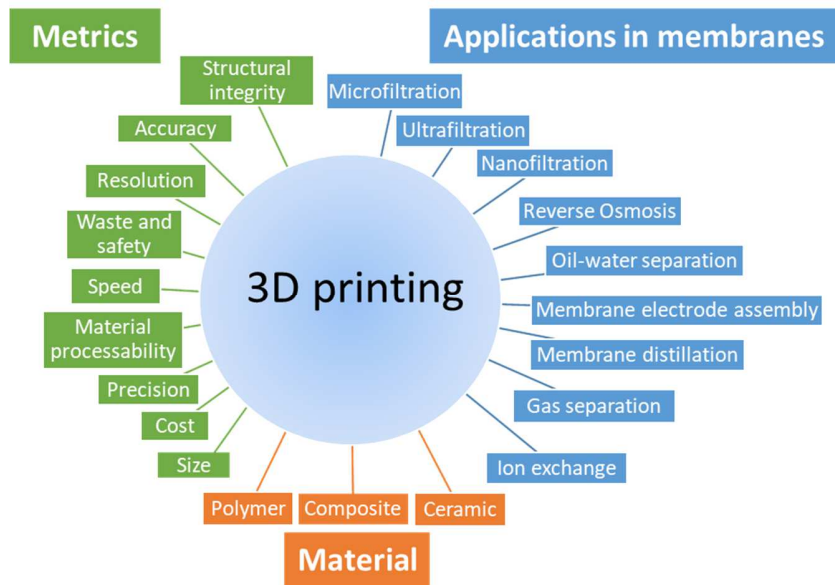 Metrics
Applications in membranes
Structural
integrity
Accuracy
Resolution
Waste and
safety
Speed
Material
processability
Precision
Cost
Size
3D printing
Microfiltration
Ultrafiltration
Nanofiltration
Reverse Osmosis
Oil-water separation
Membrane electrode assembly
Membrane distillation
Gas separation
Ion exchange
Polymer
Composite
Ceramic
Material